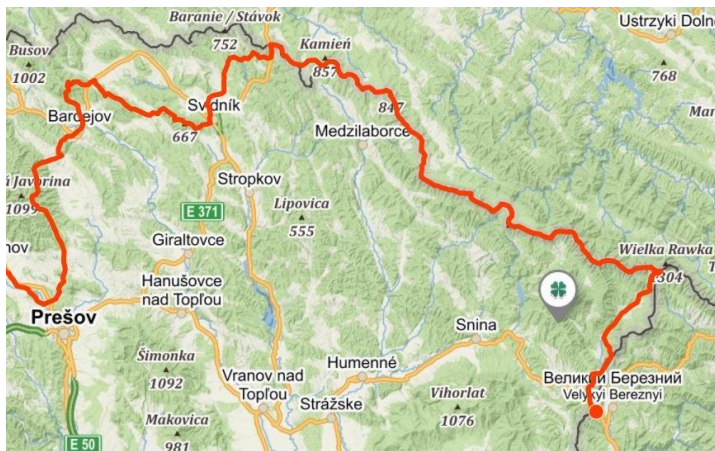 Baranie / Stávok
752
Ustrzyki Doln
Kamień
857
Busov
1002
768
Svidník
847
Bardejov
667
Medzilaborce
Javorina
1099
Stropkov
E 371
Lipovica
555
Giraltovce
Wielka Rawka
1304
Hanušovce
nad Topľou
Prešov
Snina
Šimonka
1092
Humenné
Великий Березний
Velykyi Bereznyi
Vranov nad
Topľou
Strážske
Vihorlat
1076
Makovica
981
E 50